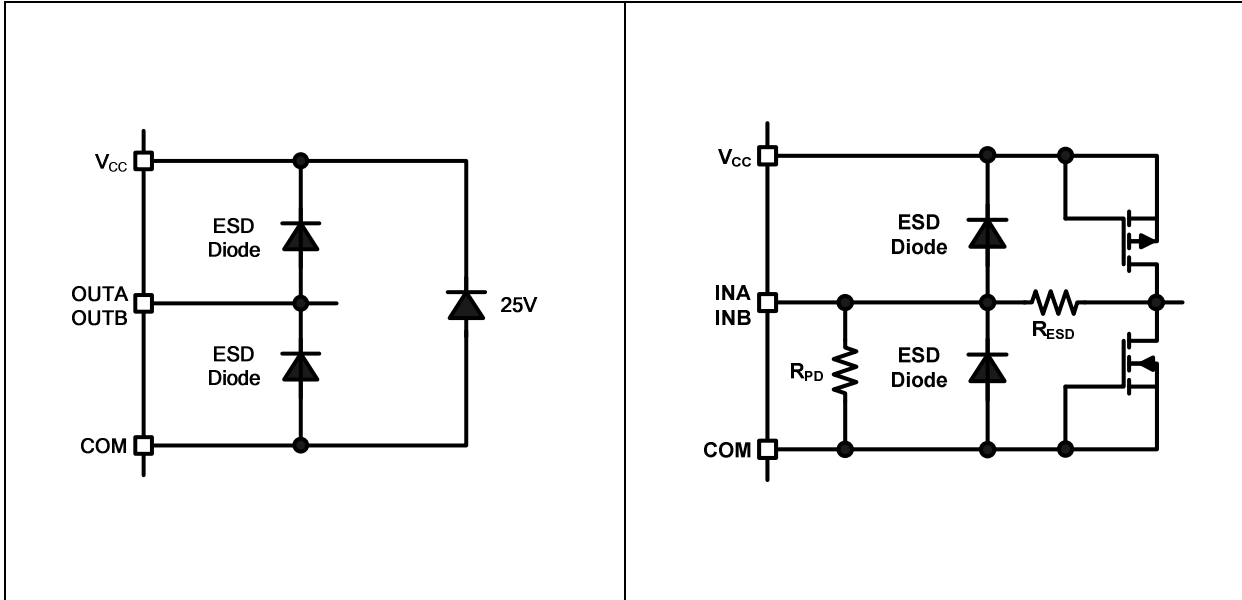 VCC
ESD
Diode
OUTA
OUTB
25V
ESD
Diode
COM
VCC
ESD
Diode
INA
INB
RESD
RPD
ESD
Diode
COM